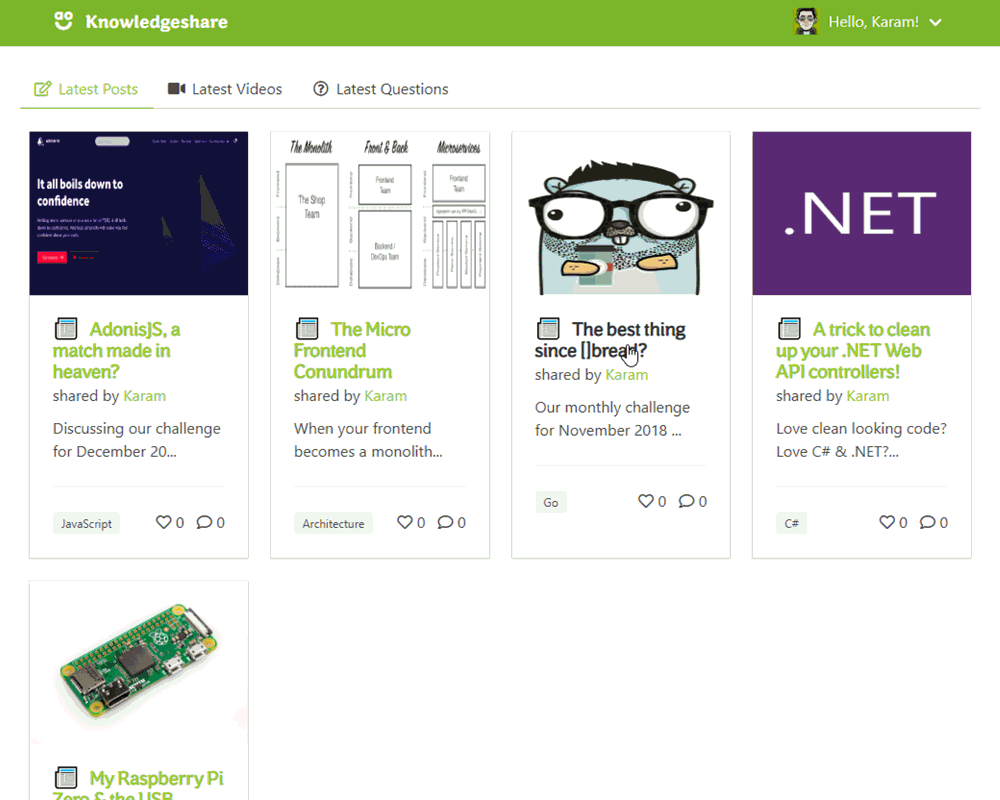 Knowledgeshare
Hello, Karam!
Latest Posts
Latest Videos
Latest Questions
It all boils down to
confidence
AdonisJS, a
match made in
heaven?
shared by Karam
Discussing our challenge
for December 20...
JavaScript
0
0
The Monolith
Front & Back
Microservices
The Shop
Team
Frontend
Team
Backend /
DevOps Team
Frontend
Team
The Micro
Frontend
Conundrum
shared by Karam
When your frontend
becomes a monolith...
Architecture
0
0
The best thing
since []bread?
shared by Karam
Our monthly challenge
for November 2018 ...
Go
0
0
.NET
A trick to clean
up your .NET Web
API controllers!
shared by Karam
Love clean looking code?
Love C# & .NET?...
C#
0
0
My Raspberry Pi
Zero & the USB